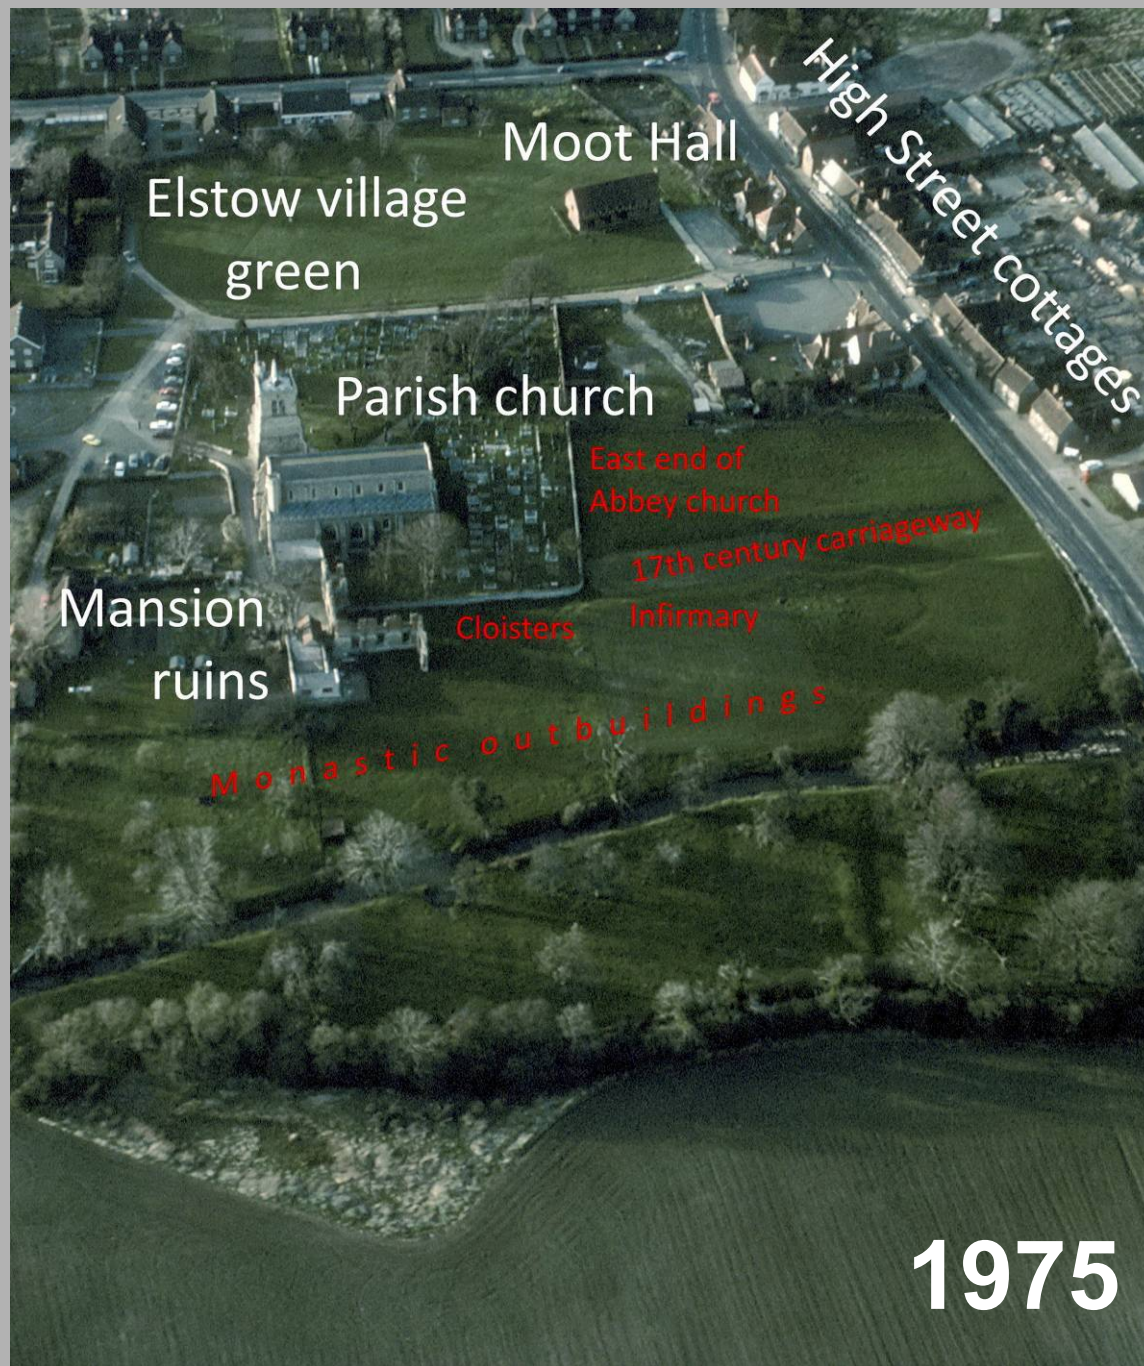 High Street cottages
Moot Hall
Elstow village
green
Parish church
East end of
Abbey church
17th century carriageway
Mansion
ruins
Cloisters
Infirmary
Monastic outbuildings
1975